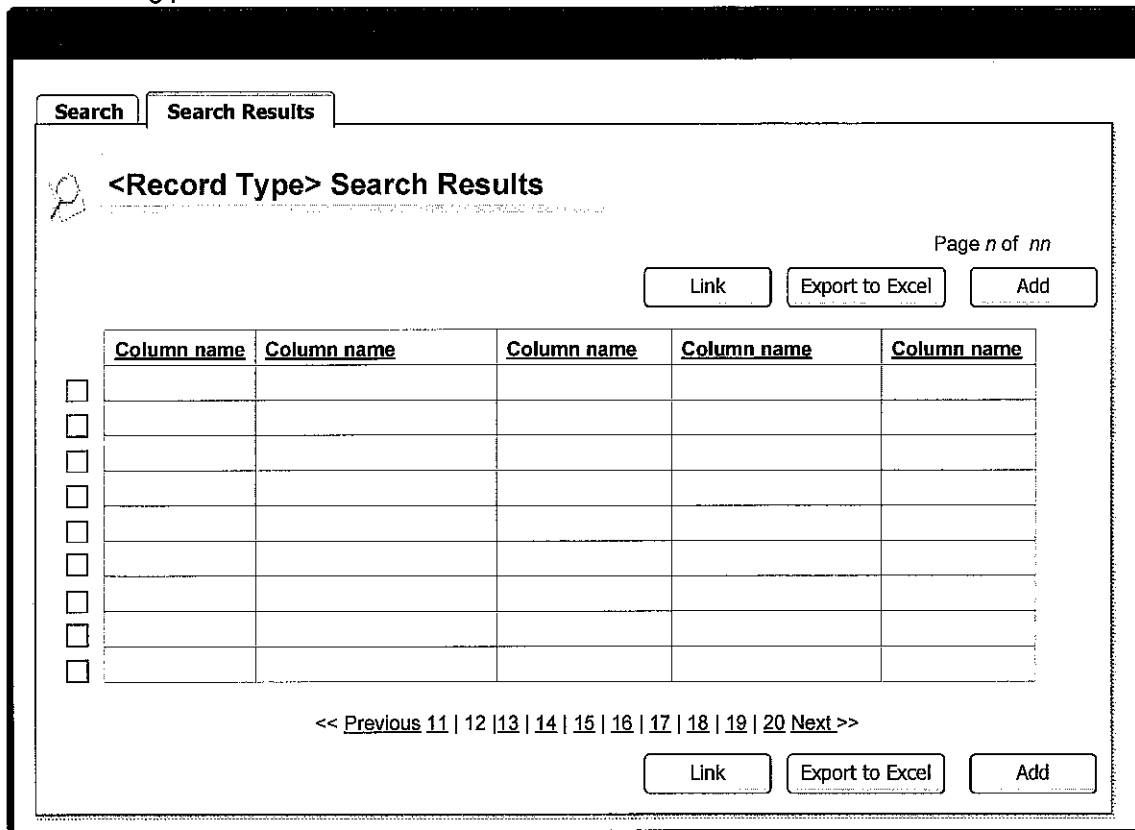 Search Search Results
<Record Type> Search Results
Page n of nn
Link Export to Excel Add
Column name Column name Column name Column name Column name
<< Previous 11 | 12 |13 | 14 | 15 | 16 | 17 | 18 | 19 | 20 Next >>
Link Export to Excel Add